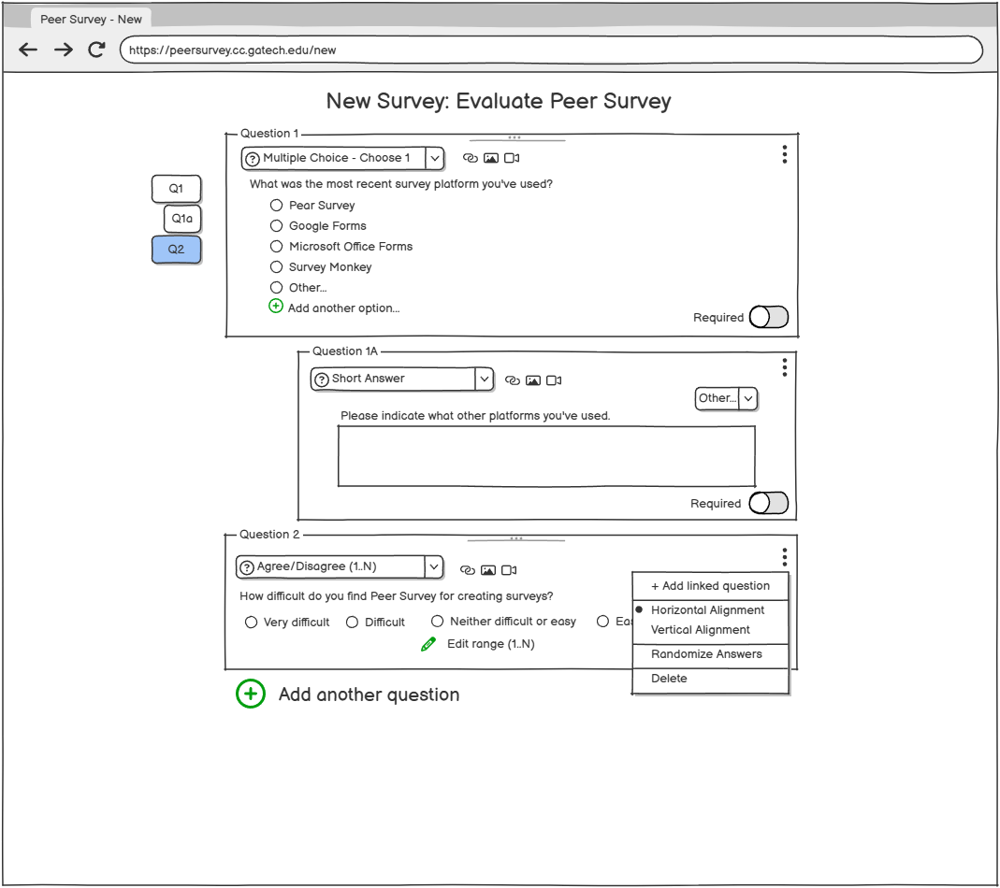 Peer Survey - New
https://peersurvey.cc.gatech.edu/new
New Survey: Evaluate Peer Survey
Q1
Q1a
Q2
Question 1
Multiple Choice - Choose 1
What was the most recent survey platform you've used?
Pear Survey
Google Forms
Microsoft Office Forms
Survey Monkey
Other...
Add another option...
Required
Question 1A
Short Answer
Other...
Please indicate what other platforms you've used.
Required
Question 2
Agree/Disagree (1..N)
How difficult do you find Peer Survey for creating surveys?
Very difficult Difficult Neither difficult or easy
Edit range (1..N)
+ Add linked question
Horizontal Alignment
Vertical Alignment
Randomize Answers
Delete
Add another question